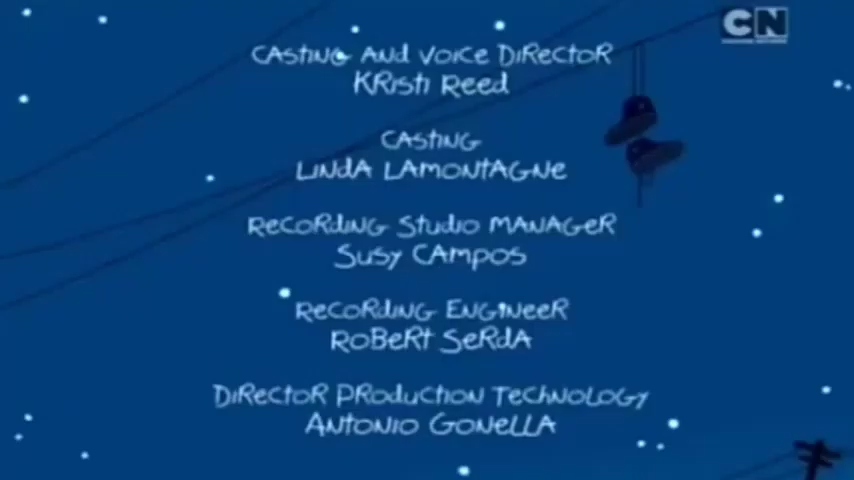 CN
CASTING AND VOICE DIRECTOR
KRISTI REED
CASTING
LINDA LAMONTAGNE
RECORDING STUDIO MANAGER
SUSY CAMPOS
RECORDING ENGINEER
ROBERT SERDA
DIRECTOR PRODUCTION TECHNOLOGY
ANTONIO GONELLA